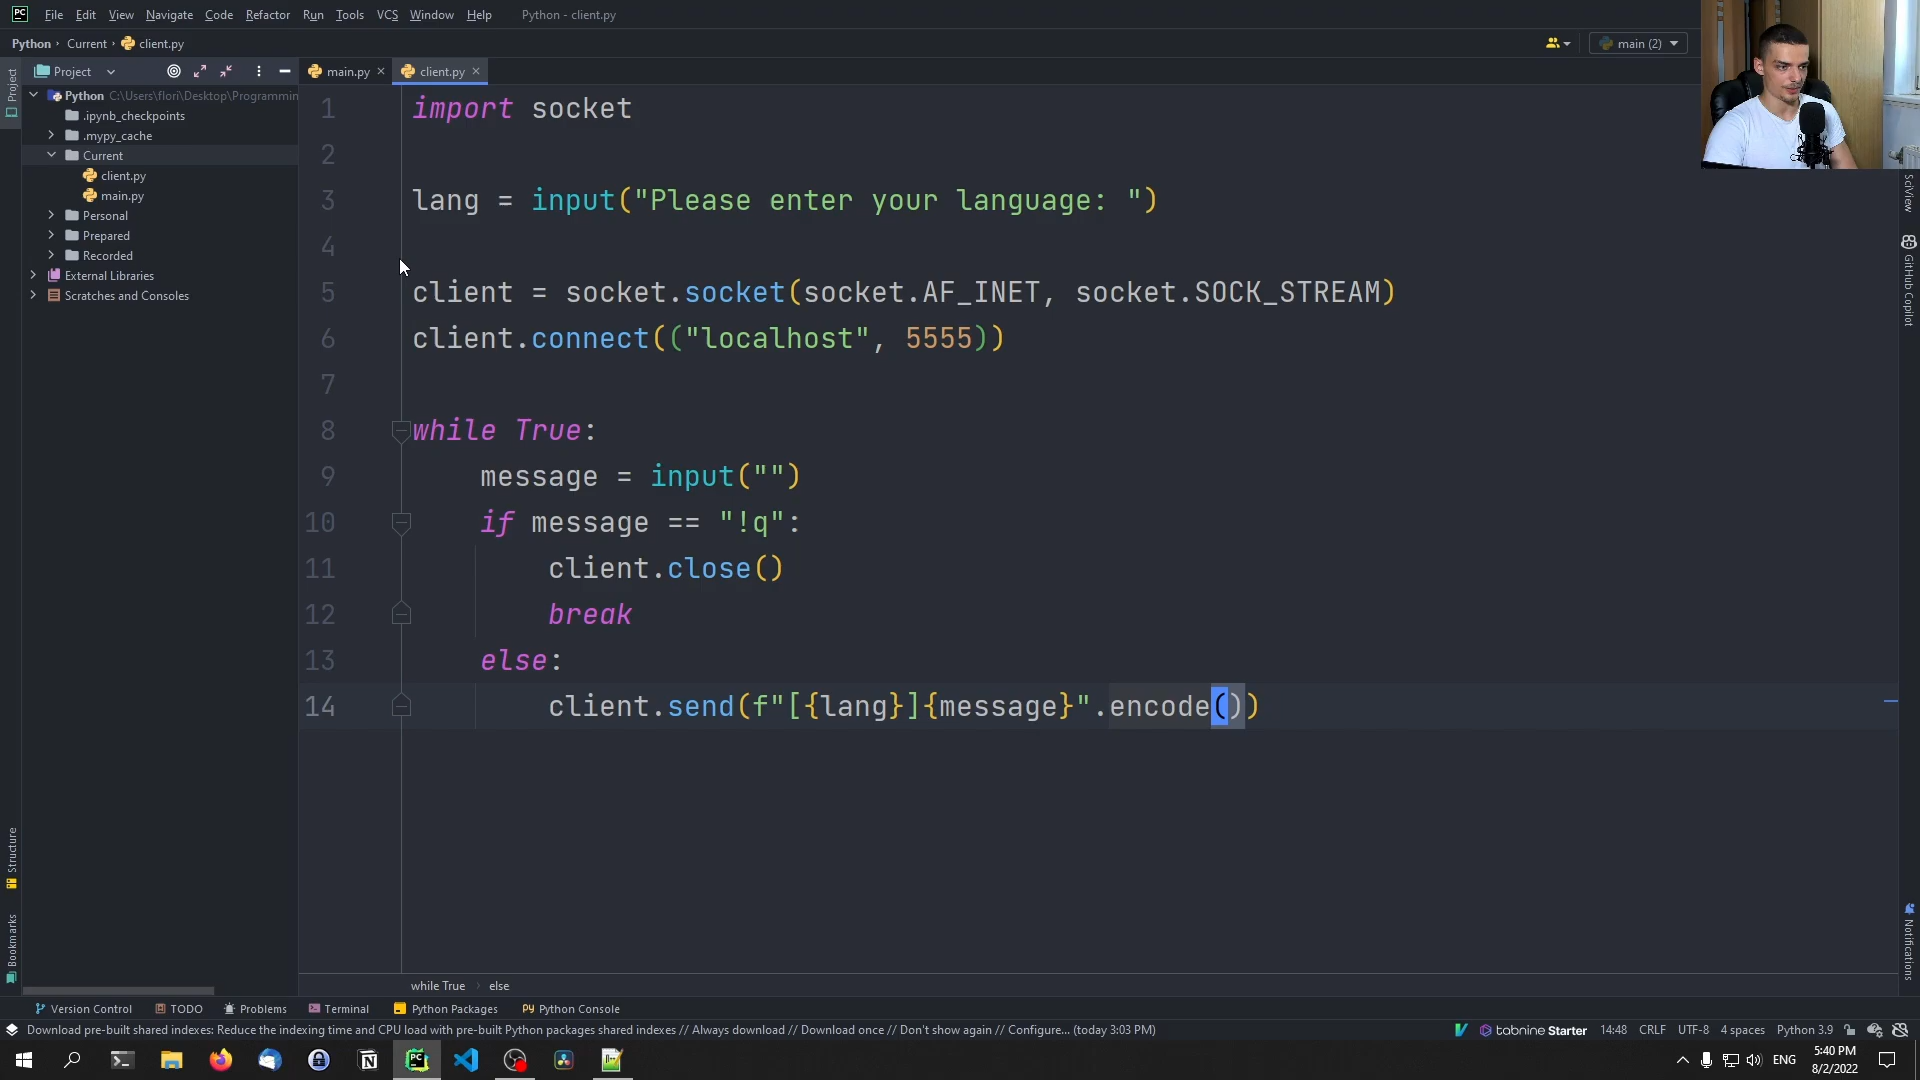 PC File Edit View Navigate Code Refactor Run Tools VCS Window Help Python - client.py
Python Current client.py
main (2)
Project
main.py
client.py
Project
Python C:\Users\flori\Desktop\Programmin
.ipynb_checkpoints
.mypy_cache
Current
client.py
main.py
Personal
Prepared
Recorded
External Libraries
Scratches and Consoles
1 import socket
2
3 lang = input("Please enter your language: ")
4
5 client = socket.socket(socket.AF_INET, socket.SOCK_STREAM)
6 client.connect(("localhost", 5555))
7
8 while True:
9 message = input("")
10 if message == "!q":
11 client.close()
12 break
13 else:
14 client.send(f"[{lang}]{message}".encode())
SciView
GitHub Copilot
Notifications
Structure
Bookmarks
while True else
Version Control TODO Problems Terminal Python Packages Python Console
Download pre-built shared indexes: Reduce the indexing time and CPU load with pre-built Python packages shared indexes // Always download // Download once // Don't show again // Configure... (today 3:03 PM)
tabnine Starter 14:48 CRLF UTF-8 4 spaces Python 3.9
ENG
5:40 PM
8/2/2022